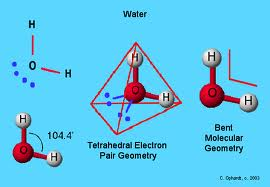 Water
H
O
H
H
O
H
104.4°
H
O
H
H
O
H
Tetrahedral Electron
Pair Geometry
Bent
Molecular
Geometry
C. Ophardt, c. 2003